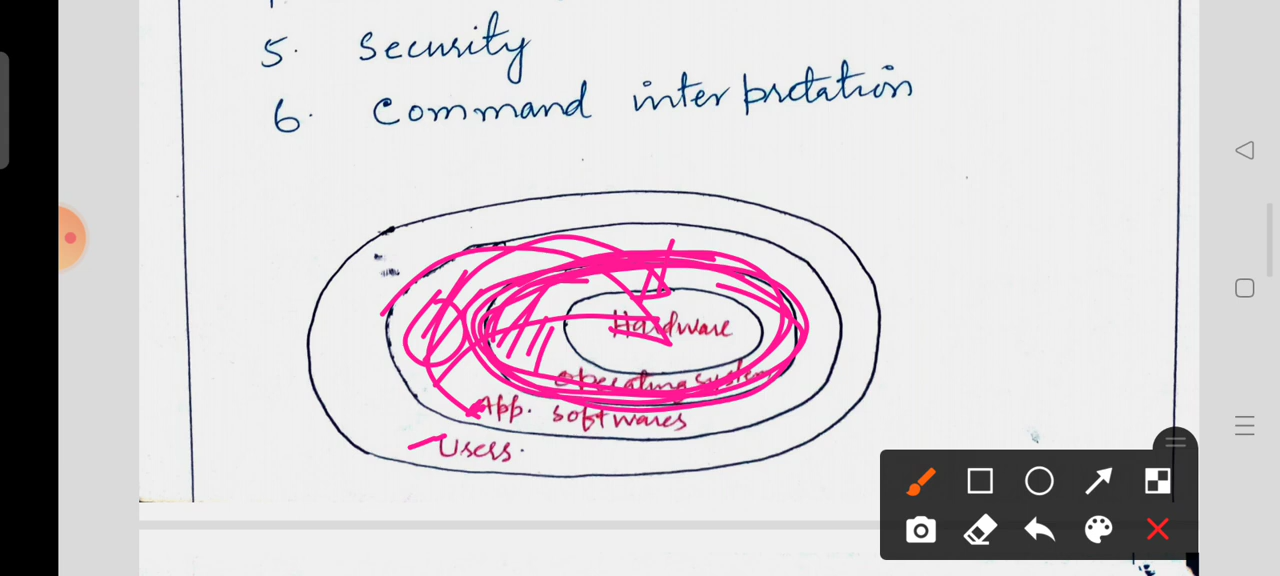 5. Security
6. Command interpretation
Hardware
Operating system
App. softwares
Users.